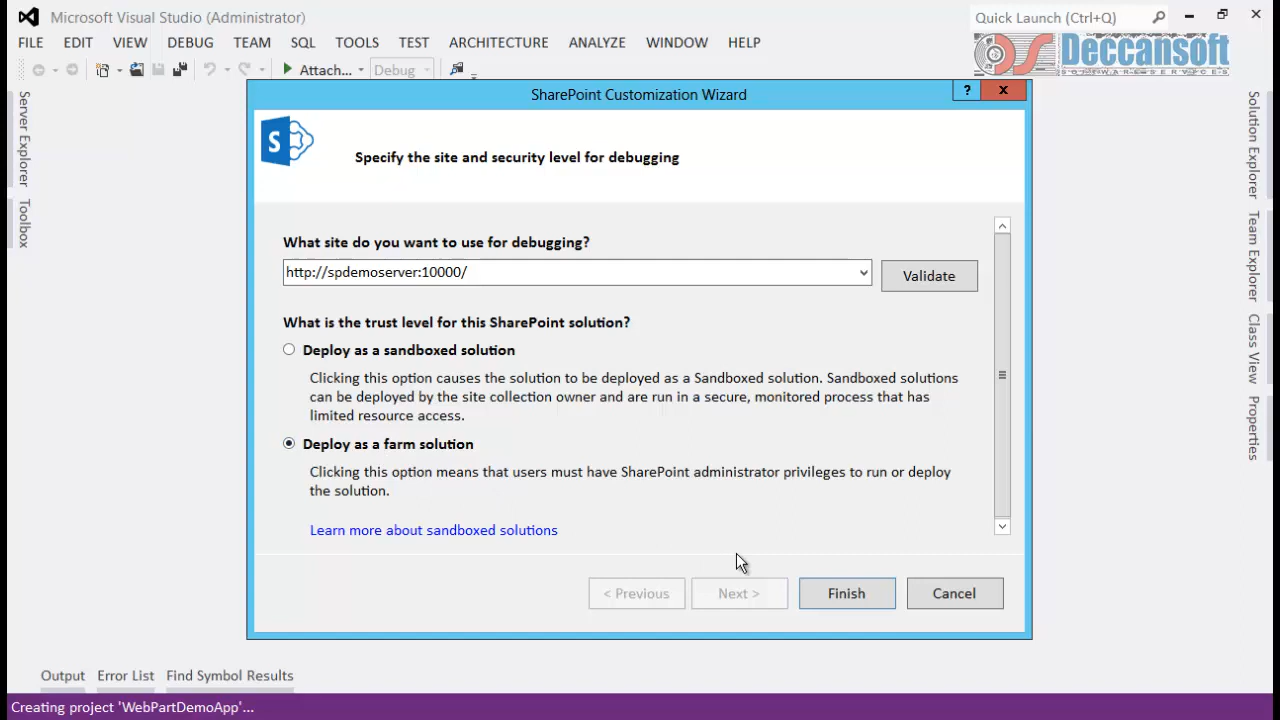 Microsoft Visual Studio (Administrator)
Quick Launch (Ctrl+Q)
FILE EDIT VIEW DEBUG TEAM SQL TOOLS TEST ARCHITECTURE ANALYZE WINDOW HELP
DS Deccansoft
SOFTWARE SERVICES
Attach... Debug
Server Explorer
Toolbox
SharePoint Customization Wizard
?
S
Specify the site and security level for debugging
What site do you want to use for debugging?
http://spdemoserver:10000/
Validate
What is the trust level for this SharePoint solution?
Deploy as a sandboxed solution
Clicking this option causes the solution to be deployed as a Sandboxed solution. Sandboxed solutions
can be deployed by the site collection owner and are run in a secure, monitored process that has
limited resource access.
Deploy as a farm solution
Clicking this option means that users must have SharePoint administrator privileges to run or deploy
the solution.
Learn more about sandboxed solutions
< Previous Next > Finish Cancel
Solution Explorer
Team Explorer
Class View
Properties
Output Error List Find Symbol Results
Creating project 'WebPartDemoApp'...